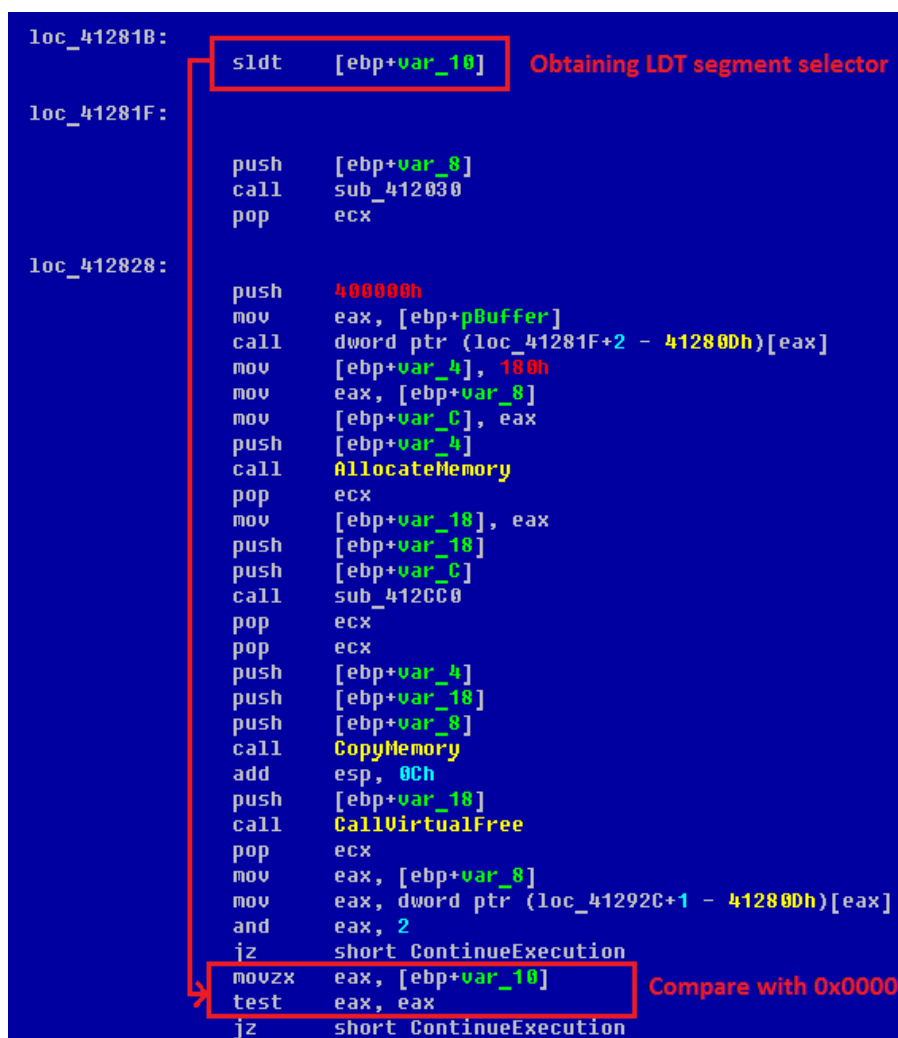 loc_41281B:
sldt [ebp+var_10] Obtaining LDT segment selector
loc_41281F:
push [ebp+var_8]
call sub_412030
pop ecx
loc_412828:
push 400000h
mov eax, [ebp+pBuffer]
call dword ptr (loc_41281F+2 - 41280Dh)[eax]
mov [ebp+var_4], 180h
mov eax, [ebp+var_8]
mov [ebp+var_C], eax
push [ebp+var_4]
call AllocateMemory
pop ecx
mov [ebp+var_18], eax
push [ebp+var_18]
push [ebp+var_C]
call sub_412CC0
pop ecx
pop ecx
push [ebp+var_4]
push [ebp+var_18]
push [ebp+var_8]
call CopyMemory
add esp, 0Ch
push [ebp+var_18]
call CallVirtualFree
pop ecx
mov eax, [ebp+var_8]
mov eax, dword ptr (loc_41292C+1 - 41280Dh)[eax]
and eax, 2
jz short ContinueExecution
movzx eax, [ebp+var_10] Compare with 0x0000
test eax, eax
jz short ContinueExecution